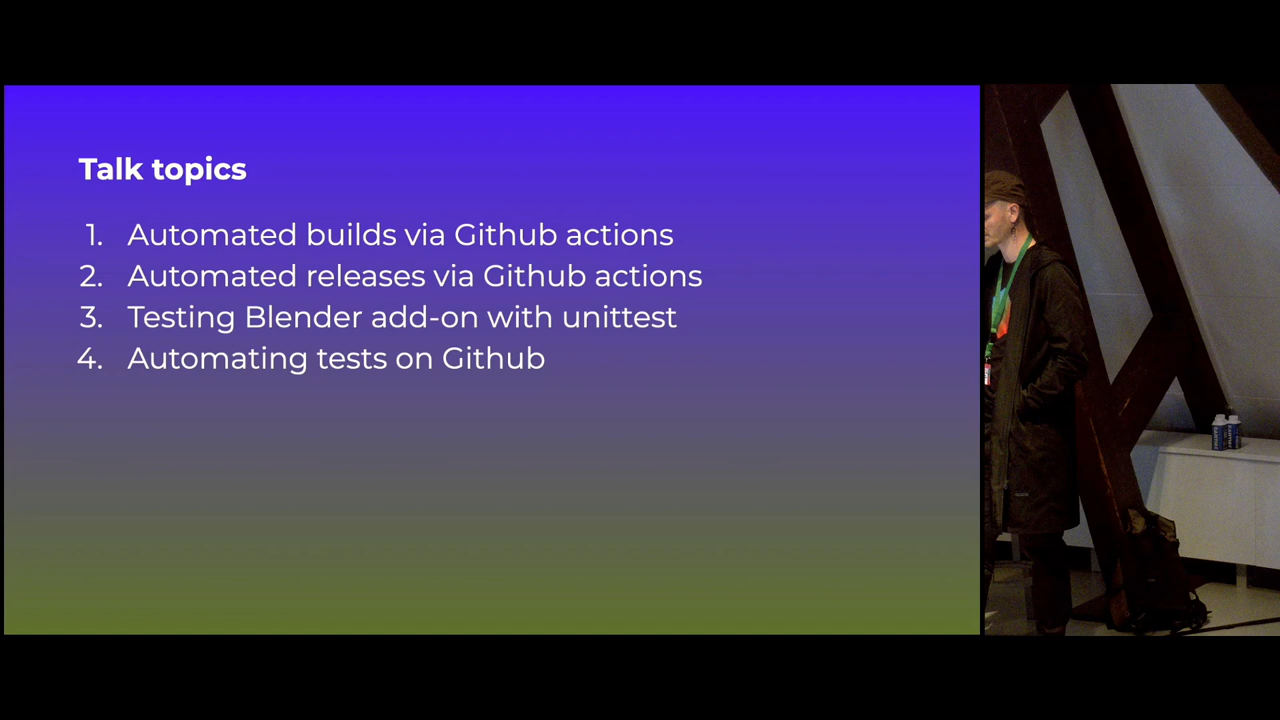 Talk topics
1. Automated builds via Github actions
2. Automated releases via Github actions
3. Testing Blender add-on with unittest
4. Automating tests on Github